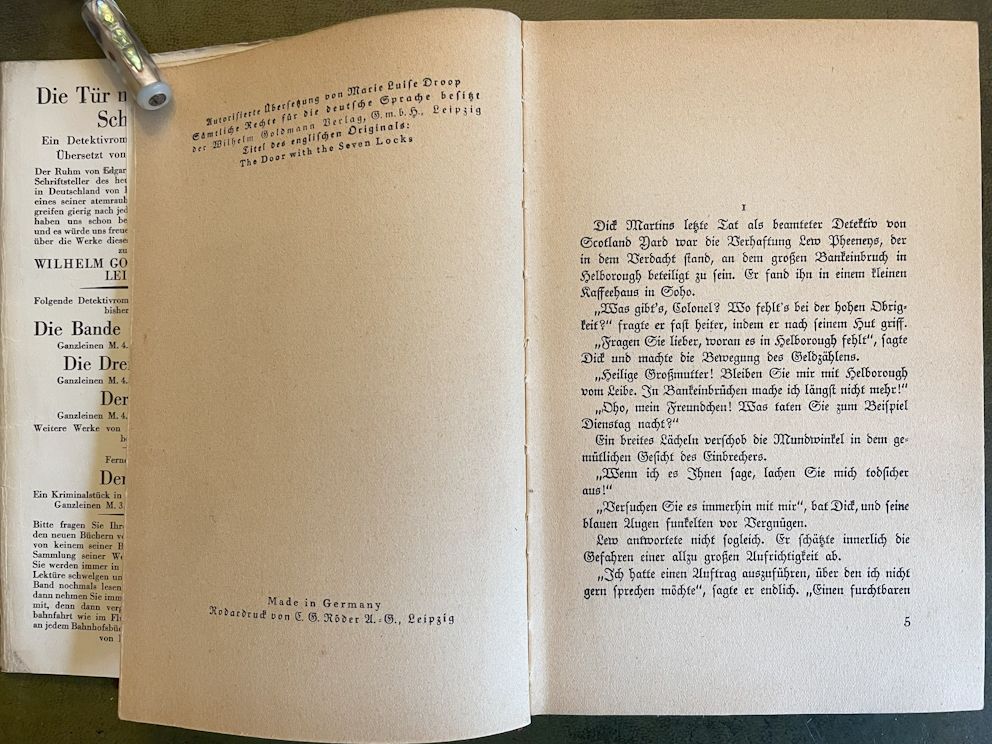 Die Tür m
Sch
Ein Detektivrom
Übersetzt von
Der Ruhm von Edgar
Schriftsteller des heu
in Deutschland von
eines seiner atemraub
greifen gierig nach jed
haben uns schon be
und es würde uns freue
über die Werke diese
zu
WILHELM GO
LEI
Folgende Detektivrom
bisher
Die Bande
Ganzleinen M. 4.
Die Drei
Ganzleinen M. 4.
Der
Ganzleinen M. 4.
Weitere Werke von
Ferne
Der
Ein Kriminalstück in
Ganzleinen M. 3.
Bitte fragen Sie Ihre
den neuen Büchern v
von keinem seiner B
Sammlung seiner We
Sie werden immer in
Lektüre schwelgen un
Band nochmals lesen
dann nehmen Sie imm
mit, denn dann verg
bahnfahrt wie im Flu
an jedem Bahnhofsbüc
von
Autorisierte Übersetzung von Marie Luise Droop
Sämtliche Rechte für die deutsche Sprache besitzt
der Wilhelm Goldmann Verlag, G. m. b. H., Leipzig
Titel des englischen Originals:
The Door with the Seven Locks
Made in Germany
Rodardruck von C. G. Röder A.-G., Leipzig
1
Dick Martins letzte Tat als beamteter Detektiv von
Scotland Yard war die Verhaftung Lew Pheeneys, der
in dem Verdacht stand, an dem großen Bankeinbruch in
Helborough beteiligt zu sein. Er fand ihn in einem kleinen
Kaffeehaus in Soho.
„Was gibt's, Colonel? Wo fehlt's bei der hohen Obrig-
keit?“ fragte er fast heiter, indem er nach seinem Hut griff.
„Fragen Sie lieber, woran es in Helborough fehlt“, sagte
Dick und machte die Bewegung des Geldzählens.
„Heilige Großmutter! Bleiben Sie mir mit Helborough
vom Leibe. In Bankeinbrüchen mache ich längst nicht mehr!“
„Oho, mein Freundchen! Was taten Sie zum Beispiel
Dienstag nacht?“
Ein breites Lächeln verschob die Mundwinkel in dem ge-
mütlichen Gesicht des Einbrechers.
„Wenn ich es Ihnen sage, lachen Sie mich todsicher
aus!“
„Versuchen Sie es immerhin mit mir“, bat Dick, und seine
blauen Augen funkelten vor Vergnügen.
Lew antwortete nicht sogleich. Er schätzte innerlich die
Gefahren einer allzu großen Aufrichtigkeit ab.
„Ich hatte einen Auftrag auszuführen, über den ich nicht
gern sprechen möchte“, sagte er endlich. „Einen furchtbaren
5